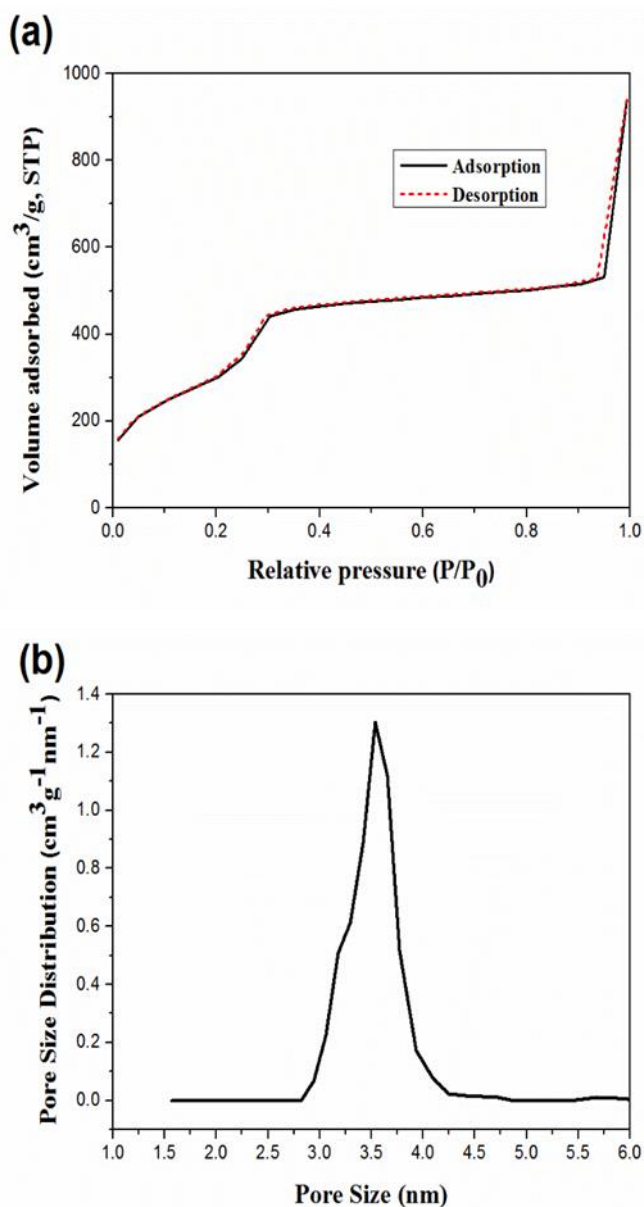 (a)
1000
800
600
400
200
0
Volume adsorbed (cm³/g, STP)
Adsorption
Desorption
0.0 0.2 0.4 0.6 0.8 1.0
Relative pressure (P/P₀)
(b)
1.4
1.2
1.0
0.8
0.6
0.4
0.2
0.0
Pore Size Distribution (cm³g⁻¹nm⁻¹)
1.0 1.5 2.0 2.5 3.0 3.5 4.0 4.5 5.0 5.5 6.0
Pore Size (nm)